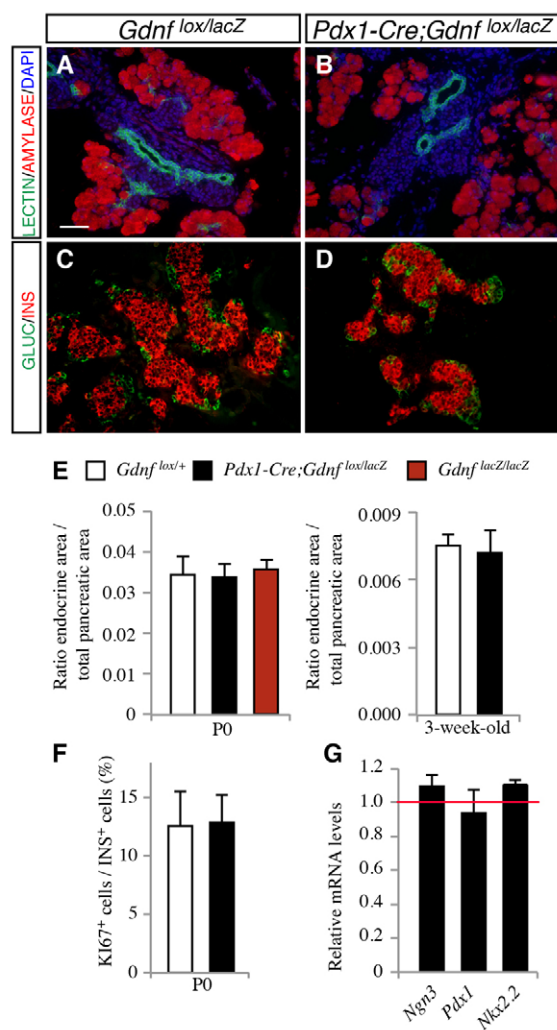 Gdnf lox/lacZ
Pdx1-Cre;Gdnf lox/lacZ
LECTIN/AMYLASE/DAPI
A
B
GLUC/INS
C
D
E
Gdnf lox/+
Pdx1-Cre;Gdnf lox/lacZ
Gdnf lacZ/lacZ
Ratio endocrine area /
total pancreatic area
0.05
0.04
0.03
0.02
0.01
0
P0
Ratio endocrine area /
total pancreatic area
0.009
0.006
0.003
0.000
3-week-old
F
KI67+ cells / INS+ cells (%)
15
10
5
0
P0
G
Relative mRNA levels
1.2
1.0
0.8
0.6
0.4
0.2
0
Ngn3
Pdx1
Nkx2.2